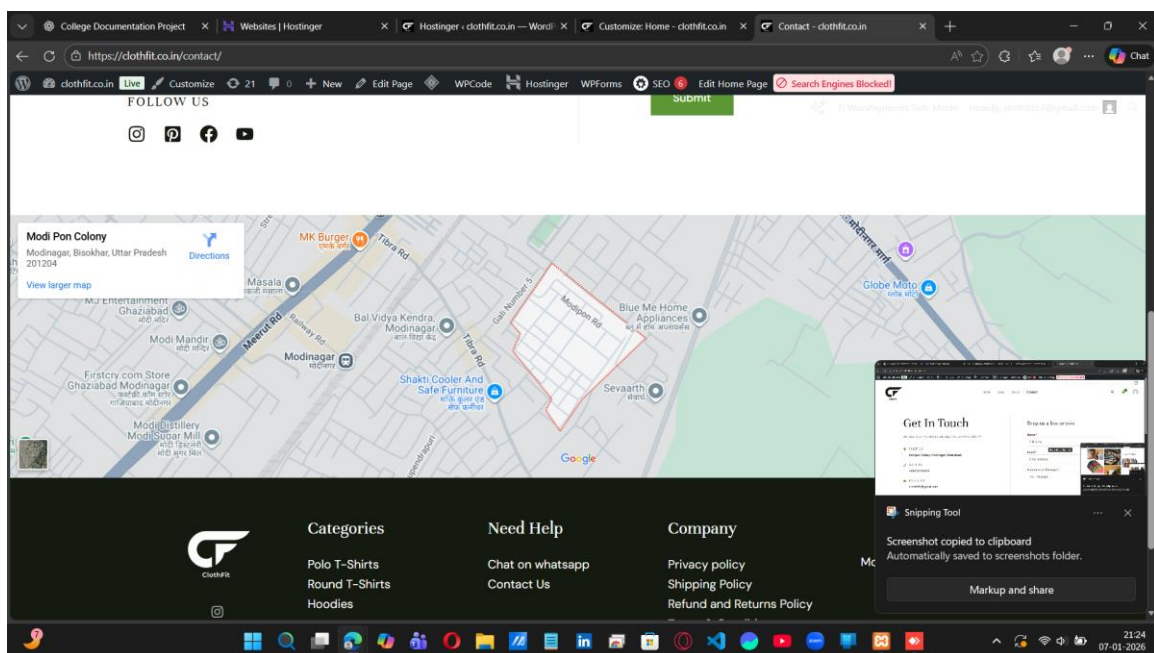 College Documentation Project
Websites | Hostinger
Hostinger ‹ clothfit.co.in — WordP
Customize: Home - clothfit.co.in
Contact - clothfit.co.in
https://clothfit.co.in/contact/
Chat
clothfit.co.in Live Customize 21 0 New Edit Page WPCode Hostinger WPForms SEO 6 Edit Home Page Search Engines Blocked!
FOLLOW US
Submit
Modi Pon Colony
Modinagar, Bisokhar, Uttar Pradesh
201204
Directions
View larger map
MK Burger
Tibra Rd
Masala
MJ Entertainment
Ghaziabad
Modi Mandir
मोदी मंदिर
Meerut Rd
Railway Rd
Bal Vidya Kendra,
Modinagar
Gali Number 5
Modipon Rd
Tibra Rd
Blue Me Home
Appliances
Globe Moto
Modinagar
मोदीनगर
Firstcry.com Store
Ghaziabad Modinagar
Shakti Cooler And
Safe Furniture
Sevaarth
Modi Distillery
Modi Sugar Mill
Google
Get In Touch
Snipping Tool
Screenshot copied to clipboard
Automatically saved to screenshots folder.
Markup and share
ClothFit
Categories
Polo T-Shirts
Round T-Shirts
Hoodies
Need Help
Chat on whatsapp
Contact Us
Company
Privacy policy
Shipping Policy
Refund and Returns Policy
Mo
21:24
07-01-2026